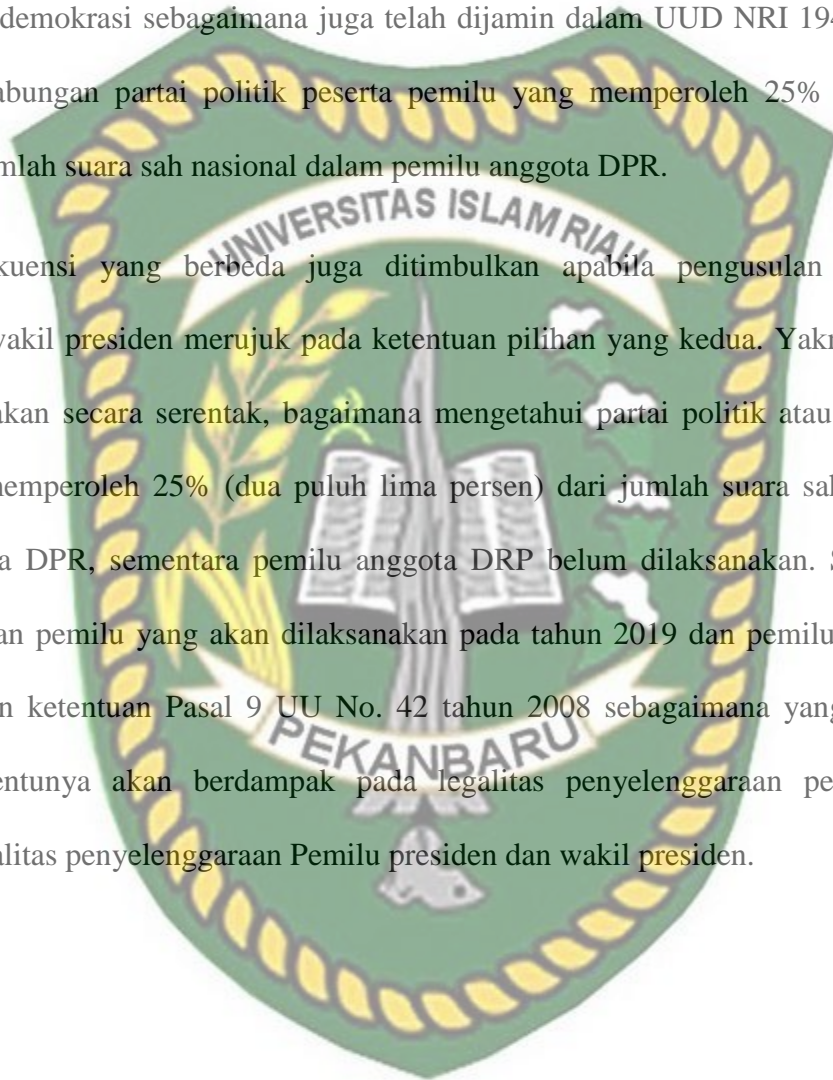 demokrasi sebagaimana juga telah dijamin dalam UUD NRI 194
abungan partai politik peserta pemilu yang memperoleh 25%
mlah suara sah nasional dalam pemilu anggota DPR.
UNIVERSITAS ISLAM RIAU
kuensi yang berbeda juga ditimbulkan apabila pengusulan
vakil presiden merujuk pada ketentuan pilihan yang kedua. Yakn
akan secara serentak, bagaimana mengetahui partai politik atau
memperoleh 25% (dua puluh lima persen) dari jumlah suara sah
a DPR, sementara pemilu anggota DRP belum dilaksanakan. S
an pemilu yang akan dilaksanakan pada tahun 2019 dan pemilu
n ketentuan Pasal 9 UU No. 42 tahun 2008 sebagaimana yang
PEKANBARU
entunya akan berdampak pada legalitas penyelenggaraan pe
alitas penyelenggaraan Pemilu presiden dan wakil presiden.